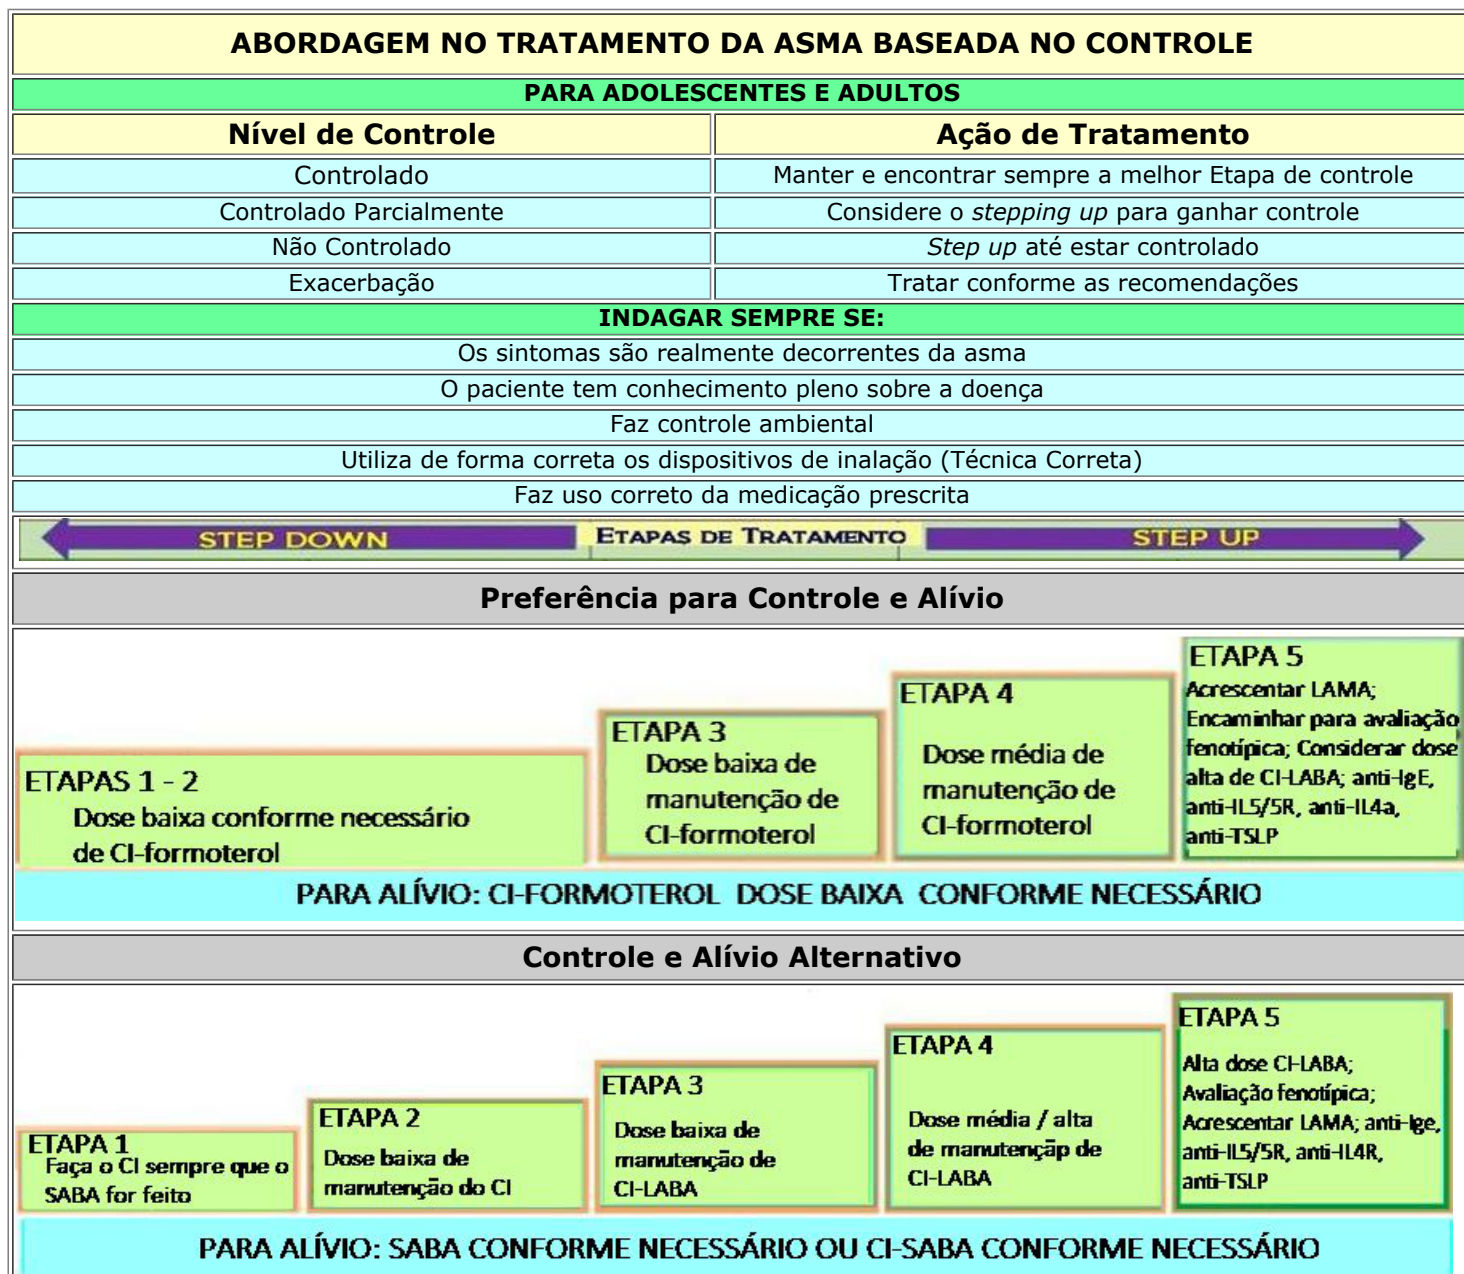 ABORDAGEM NO TRATAMENTO DA ASMA BASEADA NO CONTROLE
PARA ADOLESCENTES E ADULTOS
Nível de Controle
Ação de Tratamento
Controlado
Manter e encontrar sempre a melhor Etapa de controle
Controlado Parcialmente
Considere o stepping up para ganhar controle
Não Controlado
Step up até estar controlado
Exacerbação
Tratar conforme as recomendações
INDAGAR SEMPRE SE:
Os sintomas são realmente decorrentes da asma
O paciente tem conhecimento pleno sobre a doença
Faz controle ambiental
Utiliza de forma correta os dispositivos de inalação (Técnica Correta)
Faz uso correto da medicação prescrita
STEP DOWN
ETAPAS DE TRATAMENTO
STEP UP
Preferência para Controle e Alívio
ETAPAS 1 - 2
Dose baixa conforme necessário
de CI-formoterol
ETAPA 3
Dose baixa de
manutenção de
CI-formoterol
ETAPA 4
Dose média de
manutenção de
CI-formoterol
ETAPA 5
Acrescentar LAMA;
Encaminhar para avaliação
fenotípica; Considerar dose
alta de CI-LABA; anti-IgE,
anti-IL5/5R, anti-IL4a,
anti-TSLP
PARA ALÍVIO: CI-FORMOTEROL DOSE BAIXA CONFORME NECESSÁRIO
Controle e Alívio Alternativo
ETAPA 1
Faça o CI sempre que o
SABA for feito
ETAPA 2
Dose baixa de
manutenção do CI
ETAPA 3
Dose baixa de
manutenção de
CI-LABA
ETAPA 4
Dose média / alta
de manutençãp de
CI-LABA
ETAPA 5
Alta dose CI-LABA;
Avaliação fenotípica;
Acrescentar LAMA; anti-Ige,
anti-IL5/5R, anti-IL4R,
anti-TSLP
PARA ALÍVIO: SABA CONFORME NECESSÁRIO OU CI-SABA CONFORME NECESSÁRIO